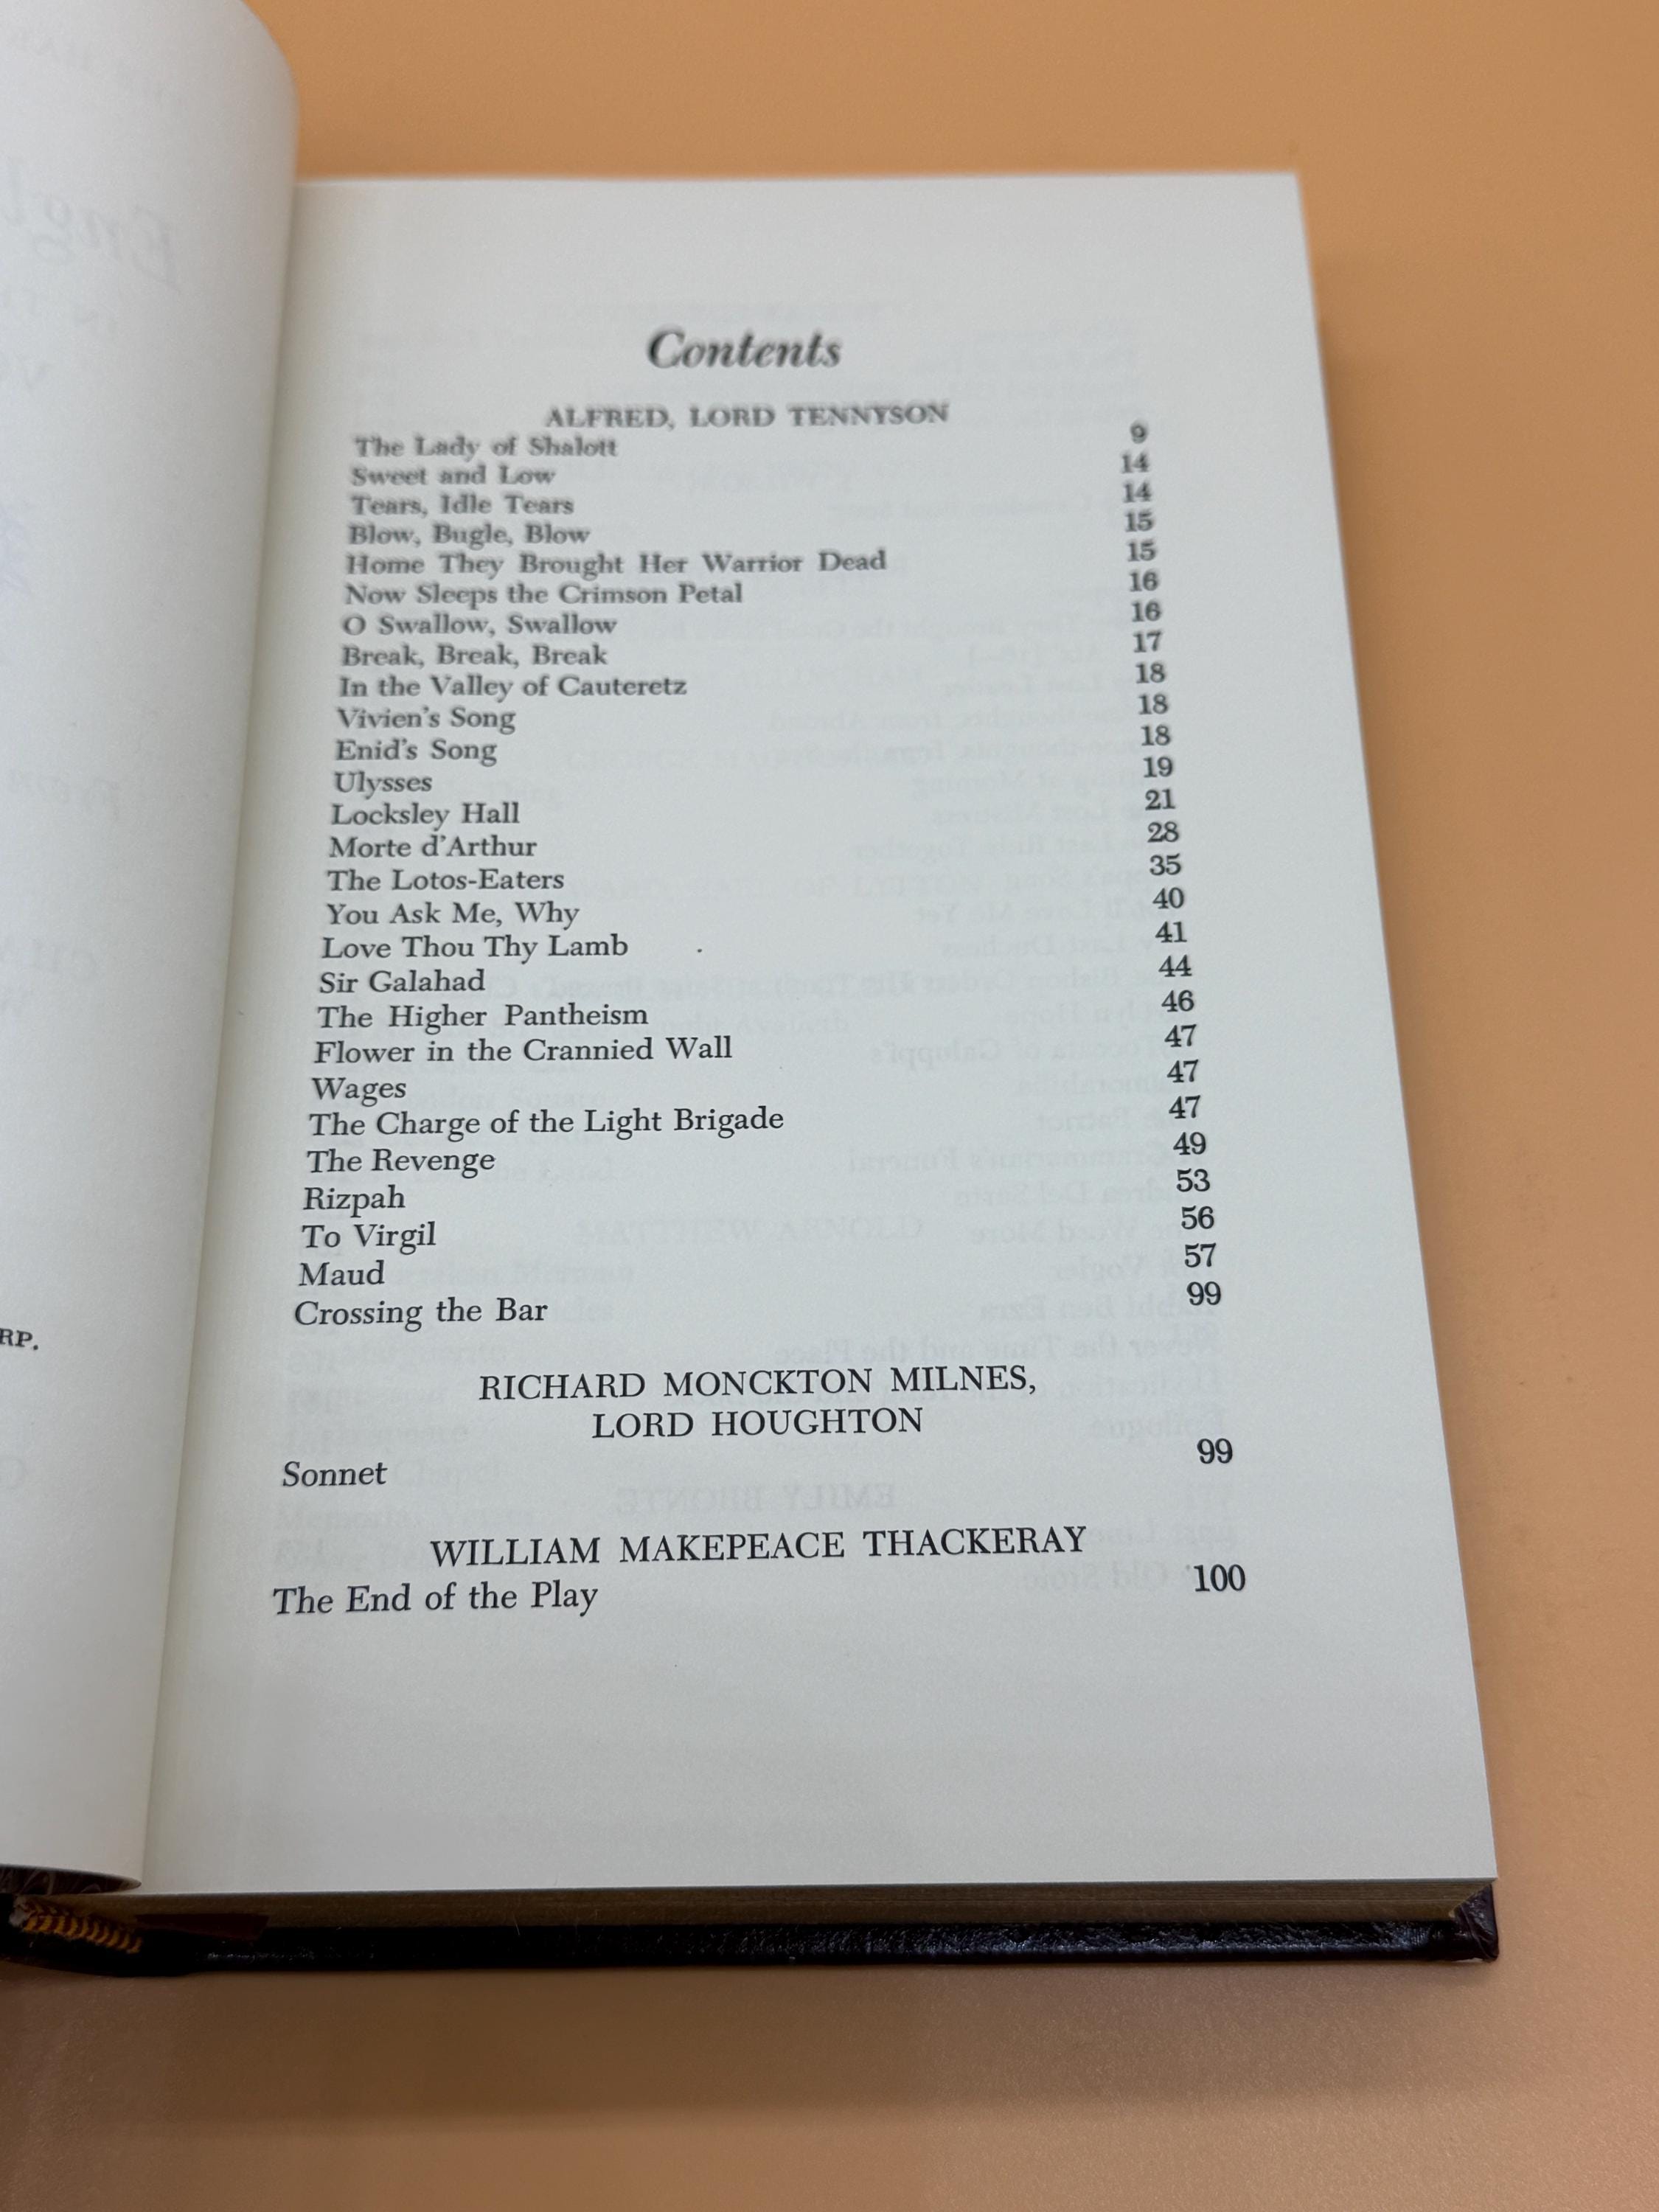 Contents
ALFRED, LORD TENNYSON
The Lady of Shalott 9
Sweet and Low 14
Tears, Idle Tears 14
Blow, Bugle, Blow 15
Home They Brought Her Warrior Dead 15
Now Sleeps the Crimson Petal 16
O Swallow, Swallow 16
Break, Break, Break 17
In the Valley of Cauteretz 18
Vivien's Song 18
Enid's Song 18
Ulysses 19
Locksley Hall 21
Morte d'Arthur 28
The Lotos-Eaters 35
You Ask Me, Why 40
Love Thou Thy Lamb 41
Sir Galahad 44
The Higher Pantheism 46
Flower in the Crannied Wall 47
Wages 47
The Charge of the Light Brigade 47
The Revenge 49
Rizpah 53
To Virgil 56
Maud 57
Crossing the Bar 99
RICHARD MONCKTON MILNES,
LORD HOUGHTON
Sonnet 99
WILLIAM MAKEPEACE THACKERAY
The End of the Play 100
RP.